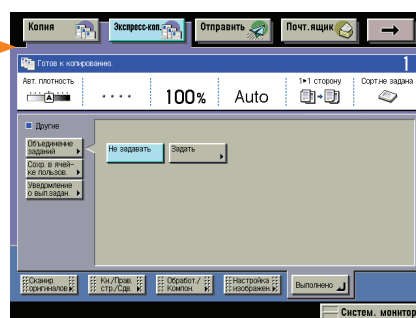 Копия
Экспресс-коп.
Отправить
Почт.ящик
Готов к копированию.
1
Авт. плотность
A
100%
Auto
1▸1 сторону
Сорт.не задана
Другие
Объединение
заданий
Сохр. в ячей-
ке пользов.
Уведомление
о вып.задан.
Не задавать
Задать
Сканир.
оригиналов
Кн./Прав.
стр./Сдв.
Обработ./
Компон.
Настройка
изображен.
Выполнено
Систем. монитор